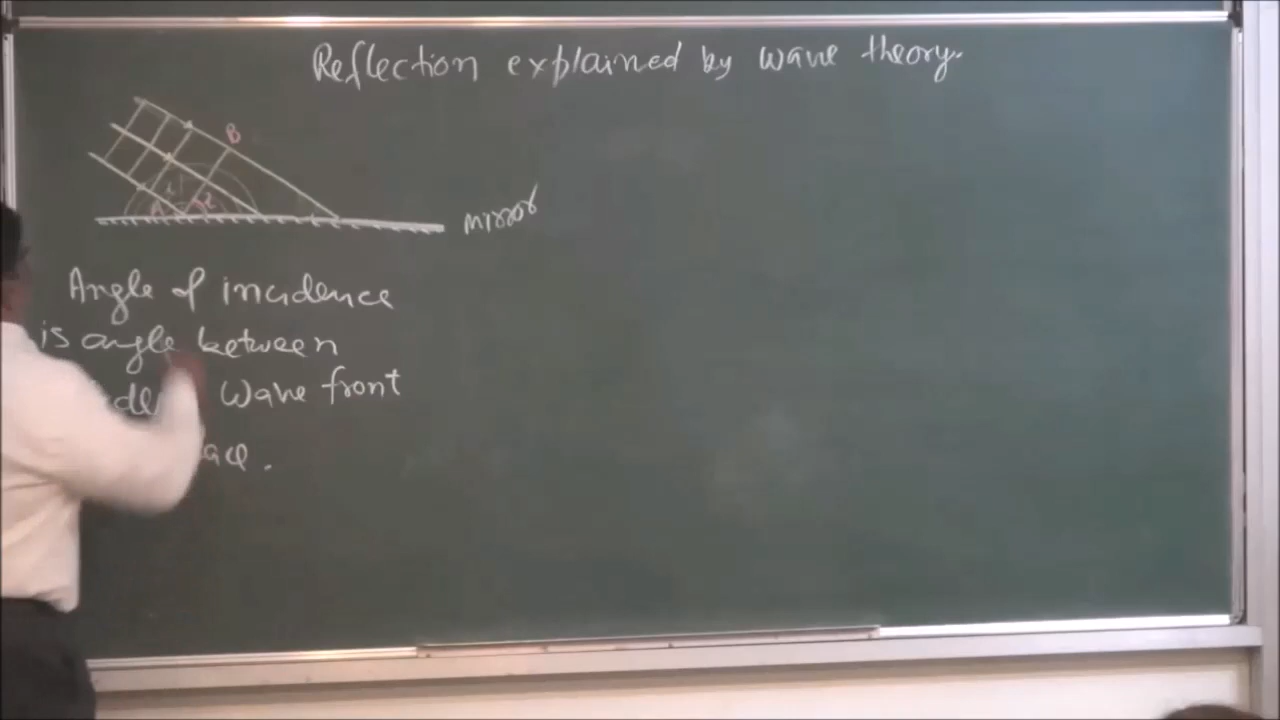 Reflection explained by wave theory.
B
A
i
mirror
Angle of incidence
is angle between
wave front